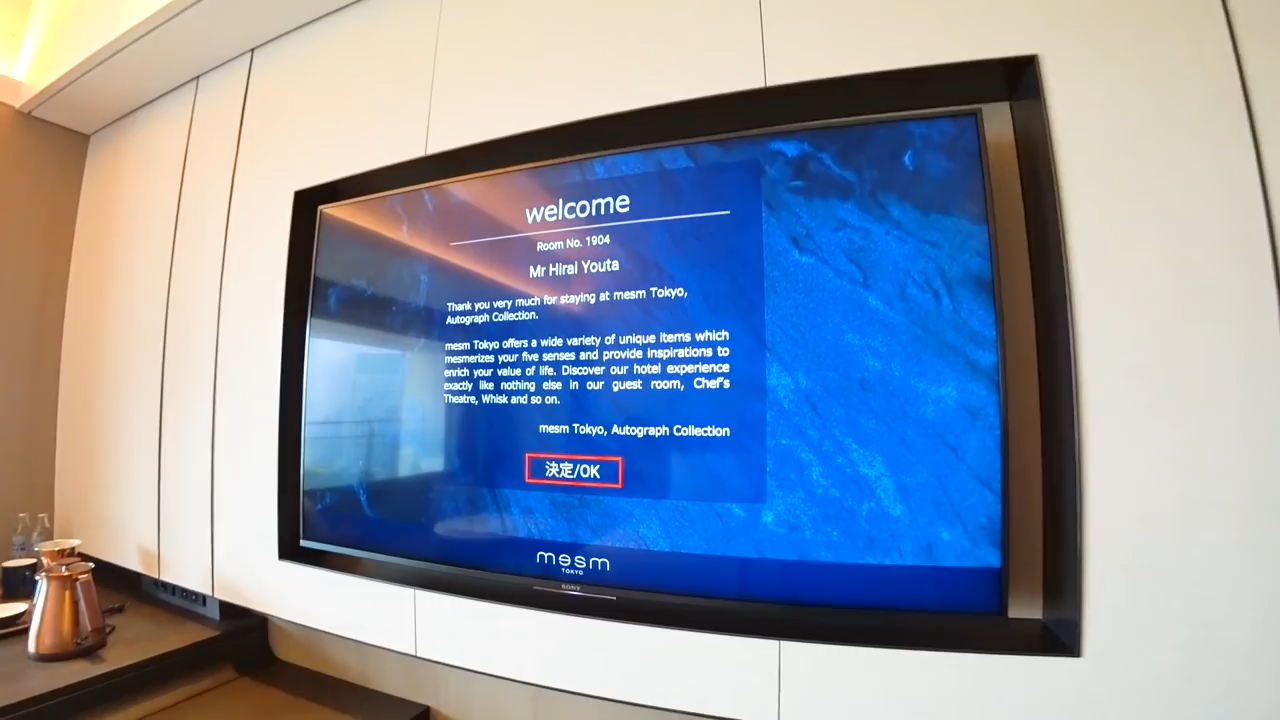 welcome
Room No. 1904
Mr Hirai Youta
Thank you very much for staying at mesm Tokyo,
Autograph Collection.
mesm Tokyo offers a wide variety of unique items which
mesmerizes your five senses and provide inspirations to
enrich your value of life. Discover our hotel experience
exactly like nothing else in our guest room, Chef's
Theatre, Whisk and so on.
mesm Tokyo, Autograph Collection
決定/OK
mesm
TOKYO
SONY